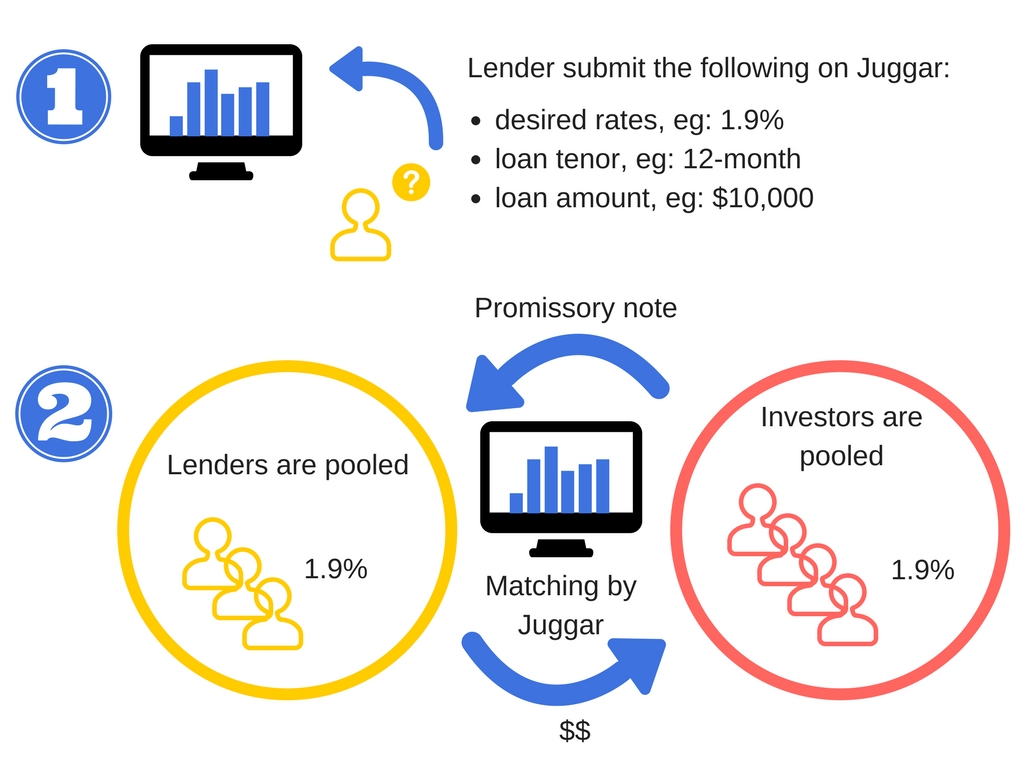 1
Lender submit the following on Juggar:
• desired rates, eg: 1.9%
• loan tenor, eg: 12-month
• loan amount, eg: $10,000
?
Promissory note
2
Lenders are pooled
1.9%
Matching by
Juggar
$$
Investors are
pooled
1.9%